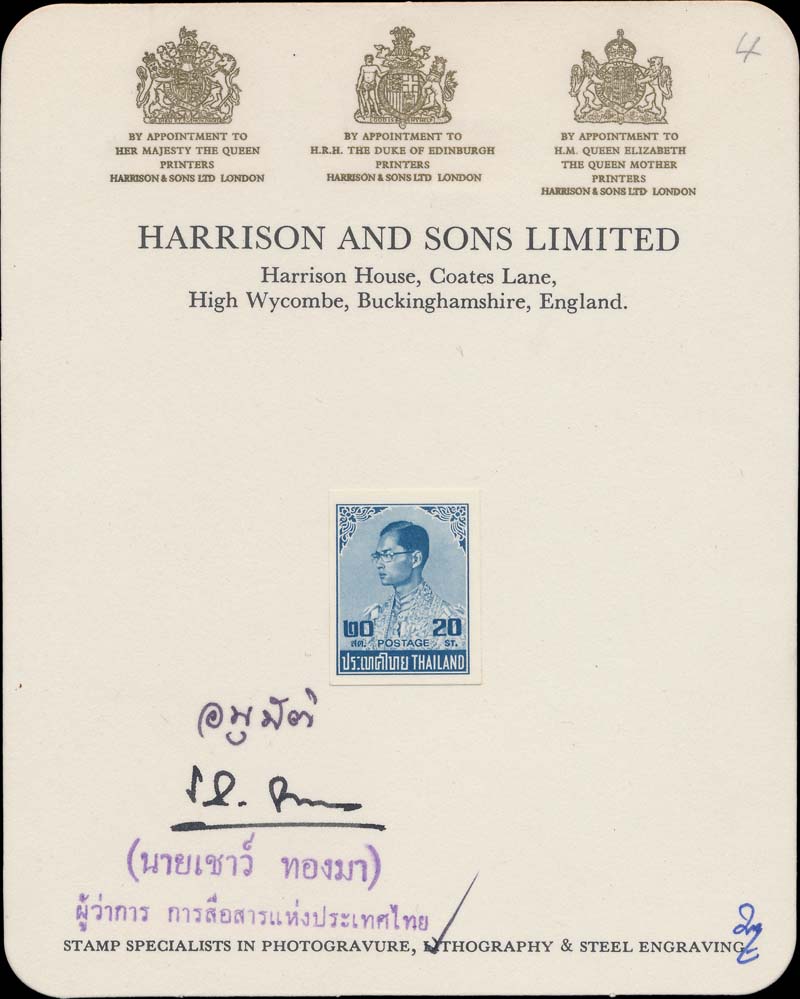 4
BY APPOINTMENT TO
HER MAJESTY THE QUEEN
PRINTERS
HARRISON & SONS LTD LONDON
BY APPOINTMENT TO
H.R.H. THE DUKE OF EDINBURGH
PRINTERS
HARRISON & SONS LTD LONDON
BY APPOINTMENT TO
H.M. QUEEN ELIZABETH
THE QUEEN MOTHER
PRINTERS
HARRISON & SONS LTD LONDON
HARRISON AND SONS LIMITED
Harrison House, Coates Lane,
High Wycombe, Buckinghamshire, England.
๒๐ 20
สต. POSTAGE ST.
ประเทศไทย THAILAND
อนุมัติ
(นายเชาว์ ทองมา)
ผู้ว่าการ การสื่อสารแห่งประเทศไทย
STAMP SPECIALISTS IN PHOTOGRAVURE, LITHOGRAPHY & STEEL ENGRAVING